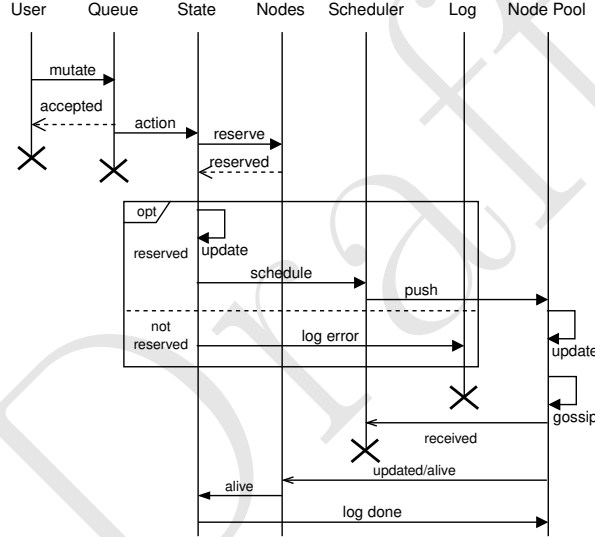 User Queue State Nodes Scheduler Log Node Pool
mutate
accepted
action
reserve
reserved
opt
update
reserved
schedule
push
not
reserved
log error
update
gossip
received
updated/alive
alive
log done
Draft